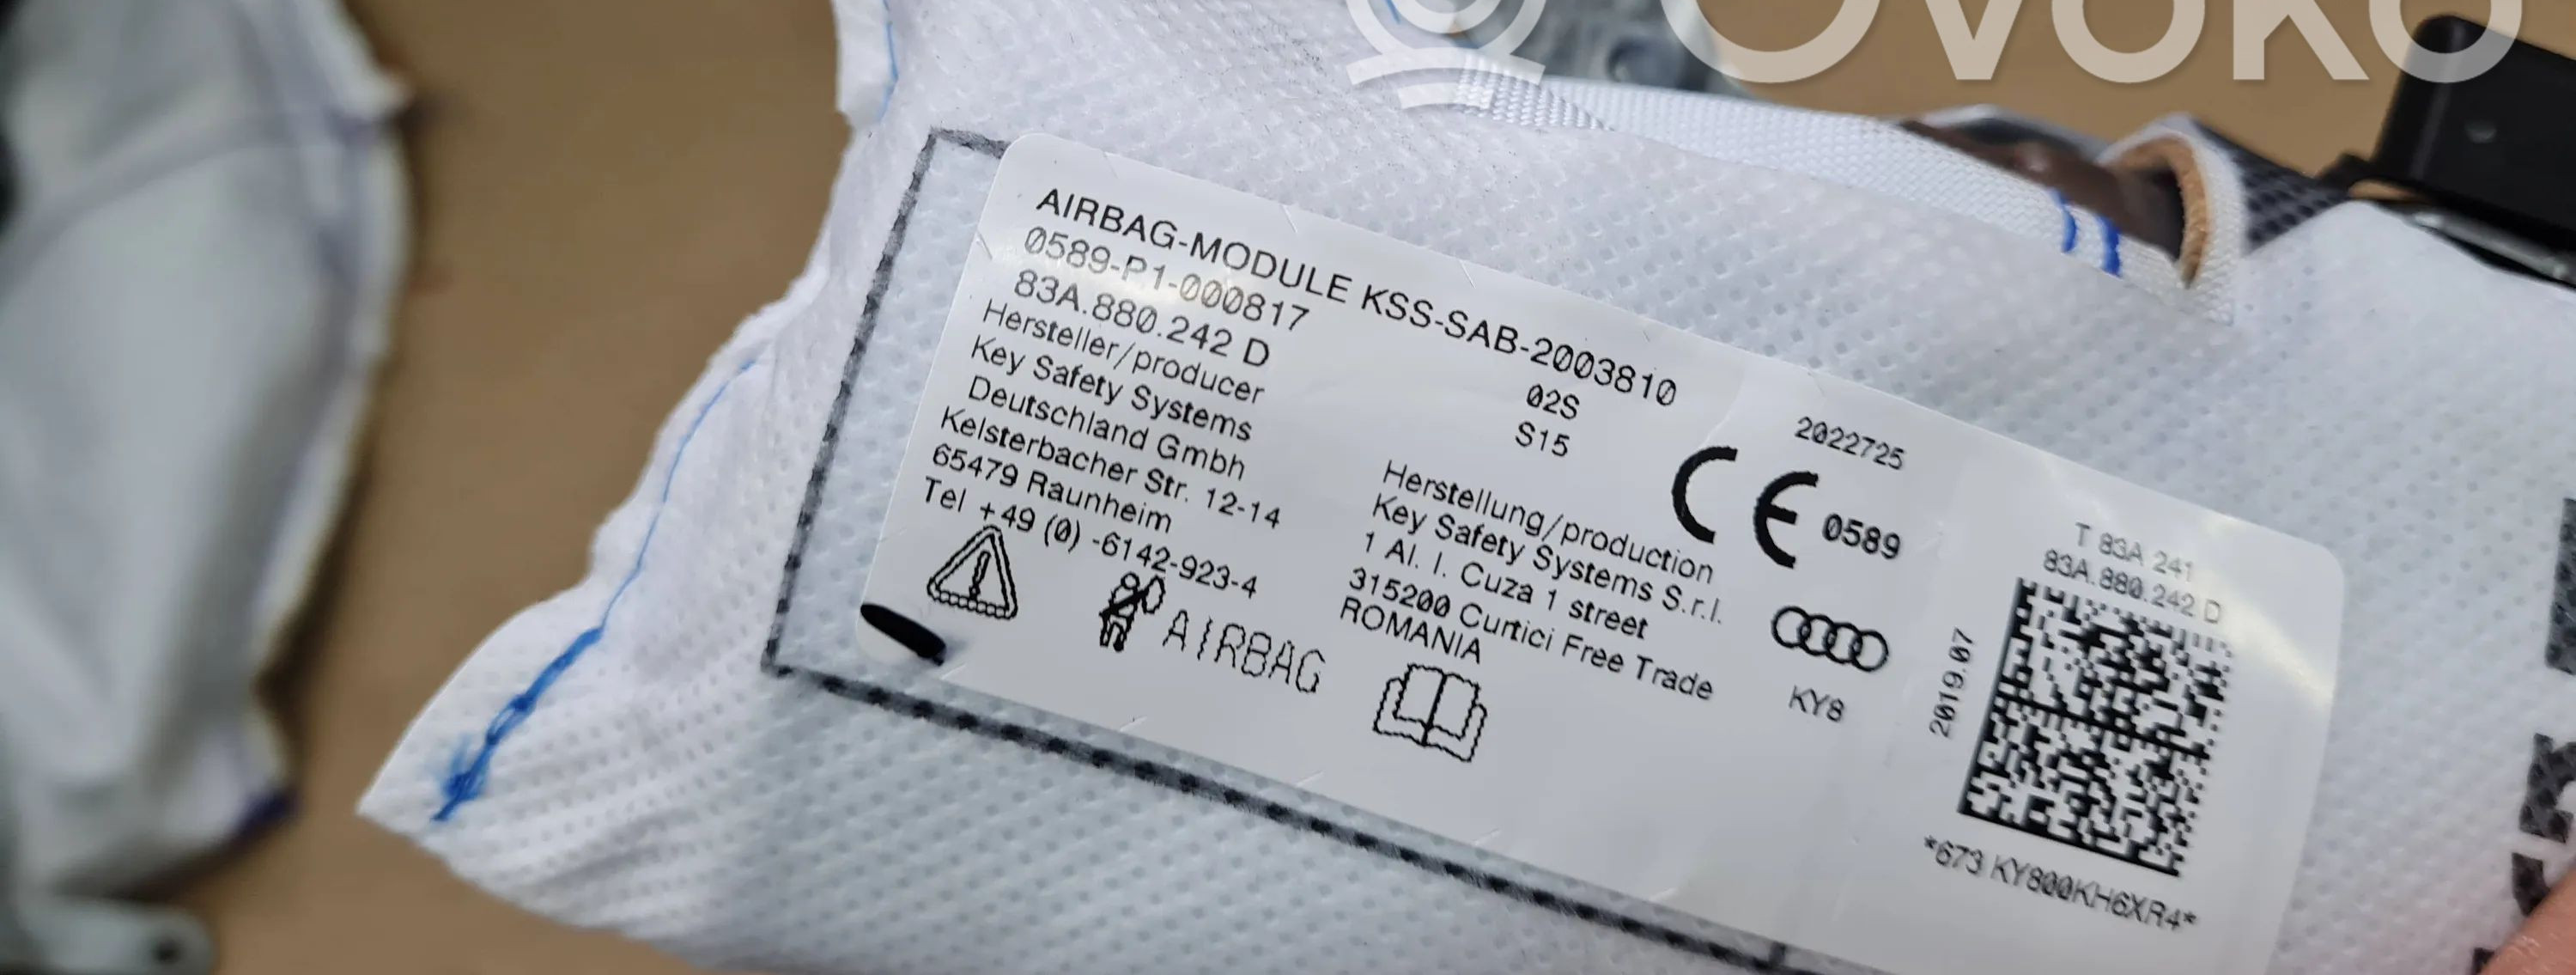 OVOKO
AIRBAG-MODULE KSS-SAB-2003810
0589-P1-000817
83A.880.242 D
Hersteller/producer
Key Safety Systems
Deutschland Gmbh
Kelsterbacher Str. 12-14
65479 Raunheim
Tel +49 (0) -6142-923-4
AIRBAG
02S
S15
Herstellung/production
Key Safety Systems S.r.l.
1 Al. I. Cuza 1 street
315200 Curtici Free Trade
ROMANIA
2022725
CE 0589
KY8
2019.07
T 83A 241
83A.880.242 D
*673 KY800KH6XR4*